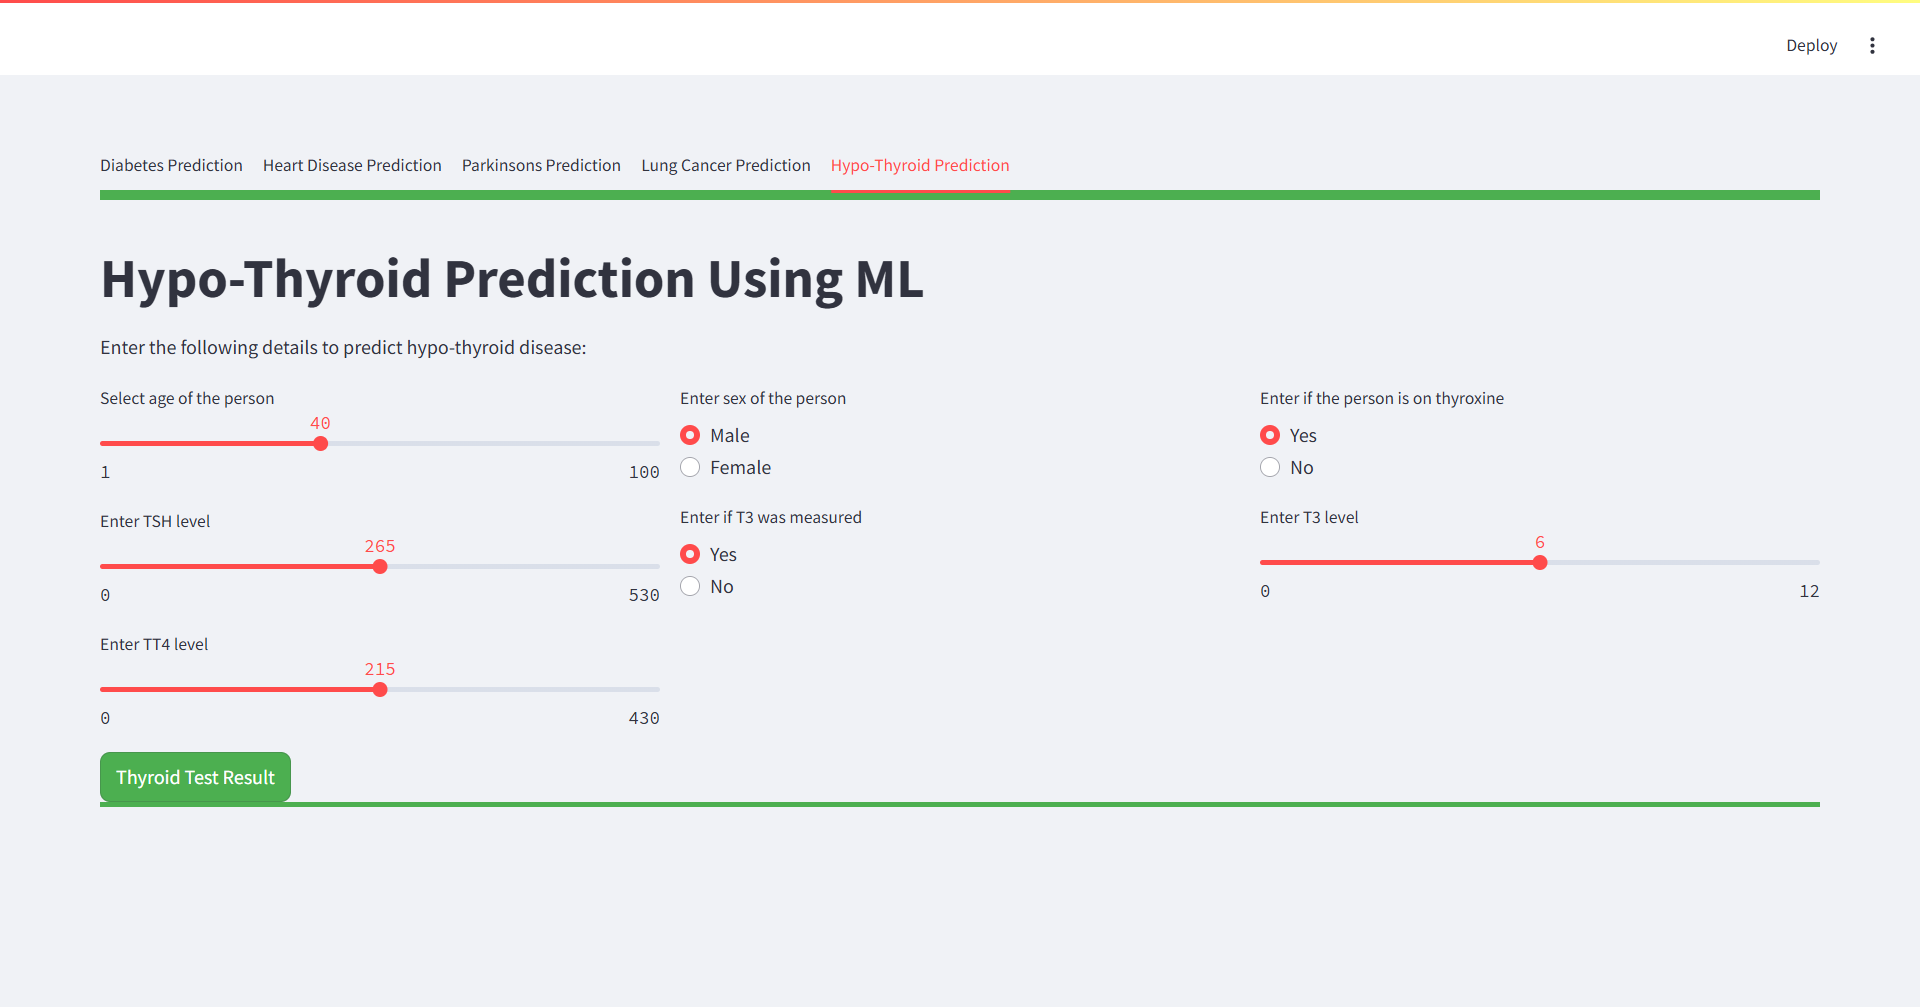 Deploy
Diabetes Prediction Heart Disease Prediction Parkinsons Prediction Lung Cancer Prediction Hypo-Thyroid Prediction
Hypo-Thyroid Prediction Using ML
Enter the following details to predict hypo-thyroid disease:
Select age of the person
40
1 100
Enter sex of the person
Male
Female
Enter if the person is on thyroxine
Yes
No
Enter TSH level
265
0 530
Enter if T3 was measured
Yes
No
Enter T3 level
6
0 12
Enter TT4 level
215
0 430
Thyroid Test Result